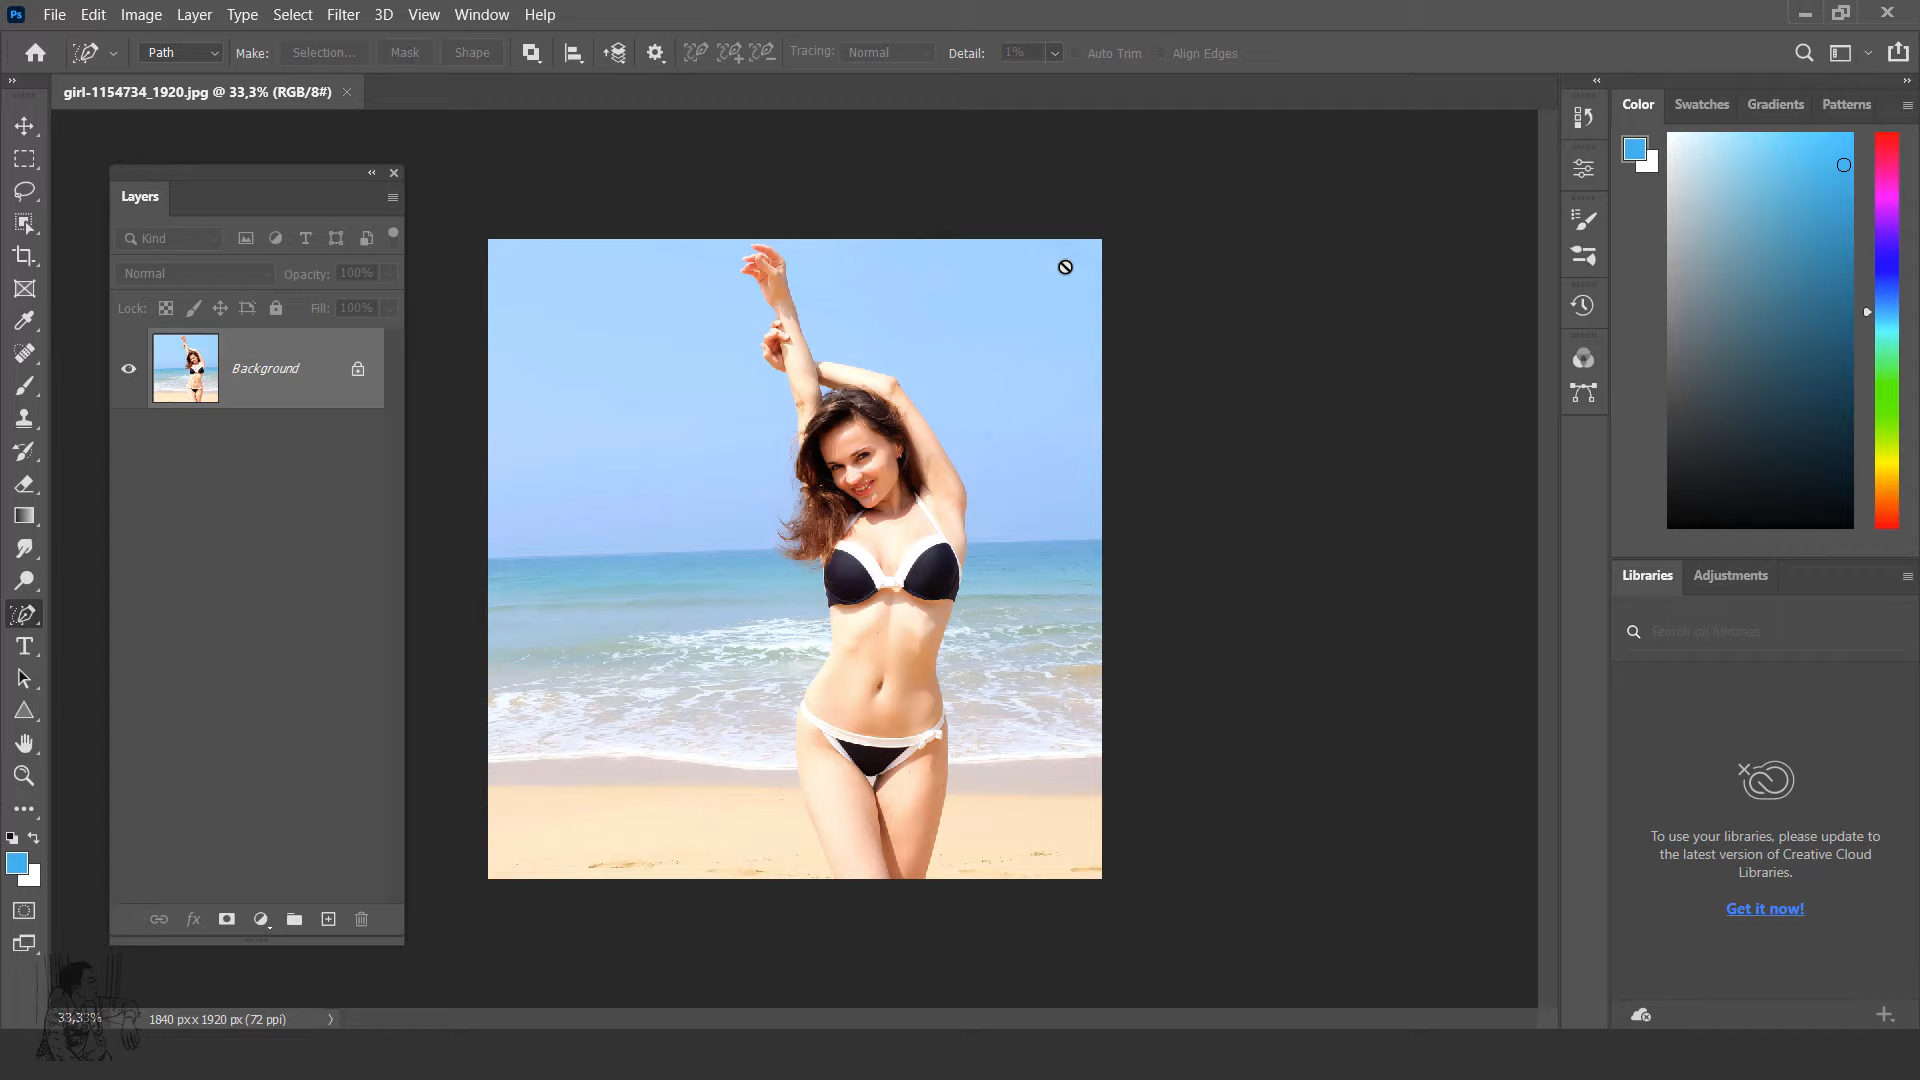 Ps File Edit Image Layer Type Select Filter 3D View Window Help
Path Make: Selection... Mask Shape Tracing: Normal Detail: 1% Auto Trim Align Edges
girl-1154734_1920.jpg @ 33,3% (RGB/8#)
Color Swatches Gradients Patterns
Layers
Kind
Normal Opacity: 100%
Lock: Fill: 100%
Background
fx
Libraries Adjustments
Search all libraries
To use your libraries, please update to
the latest version of Creative Cloud
Libraries.
Get it now!
33,33% 1840 px x 1920 px (72 ppi)